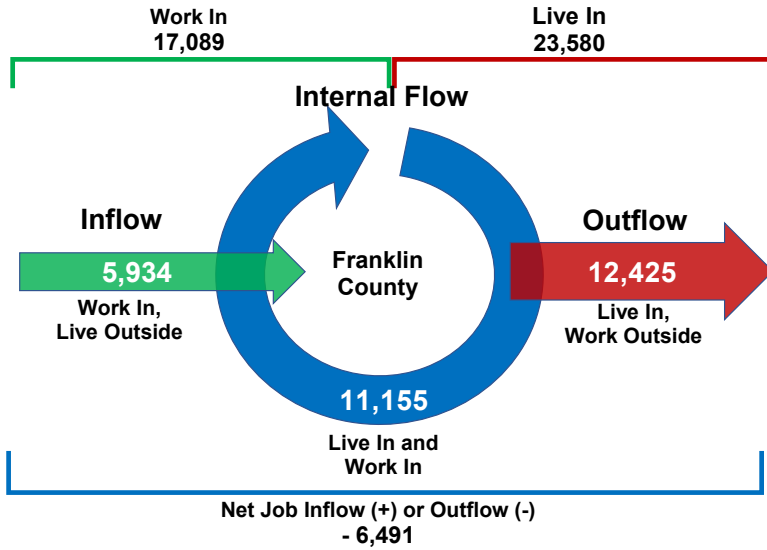 Work In
17,089
Live In
23,580
Internal Flow
Inflow
5,934
Work In,
Live Outside
Franklin
County
Outflow
12,425
Live In,
Work Outside
11,155
Live In and
Work In
Net Job Inflow (+) or Outflow (-)
- 6,491